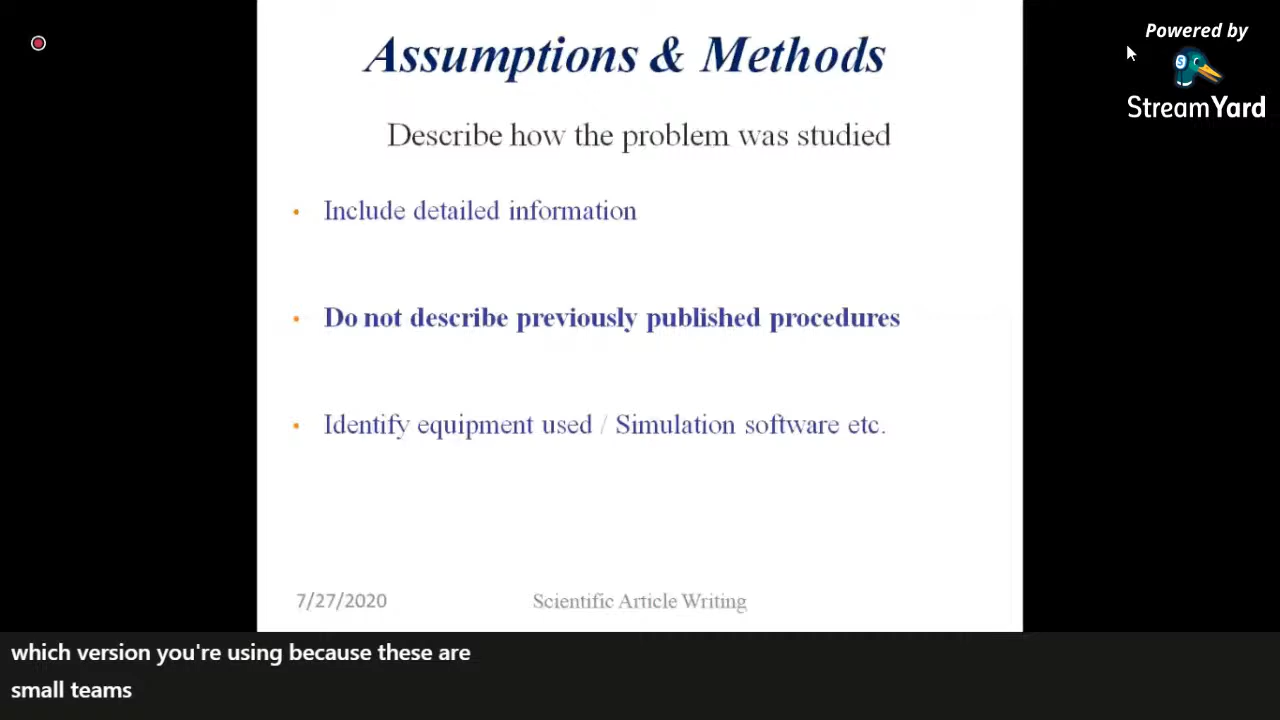 Powered by
StreamYard
Assumptions & Methods
Describe how the problem was studied
• Include detailed information
• Do not describe previously published procedures
• Identify equipment used / Simulation software etc.
7/27/2020
Scientific Article Writing
which version you're using because these are
small teams